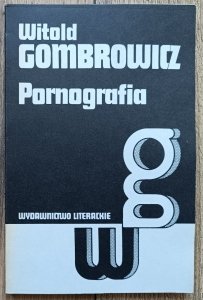 Witold
GOMBROWICZ
Pornografia
WYDAWNICTWO LITERACKIE
g
w